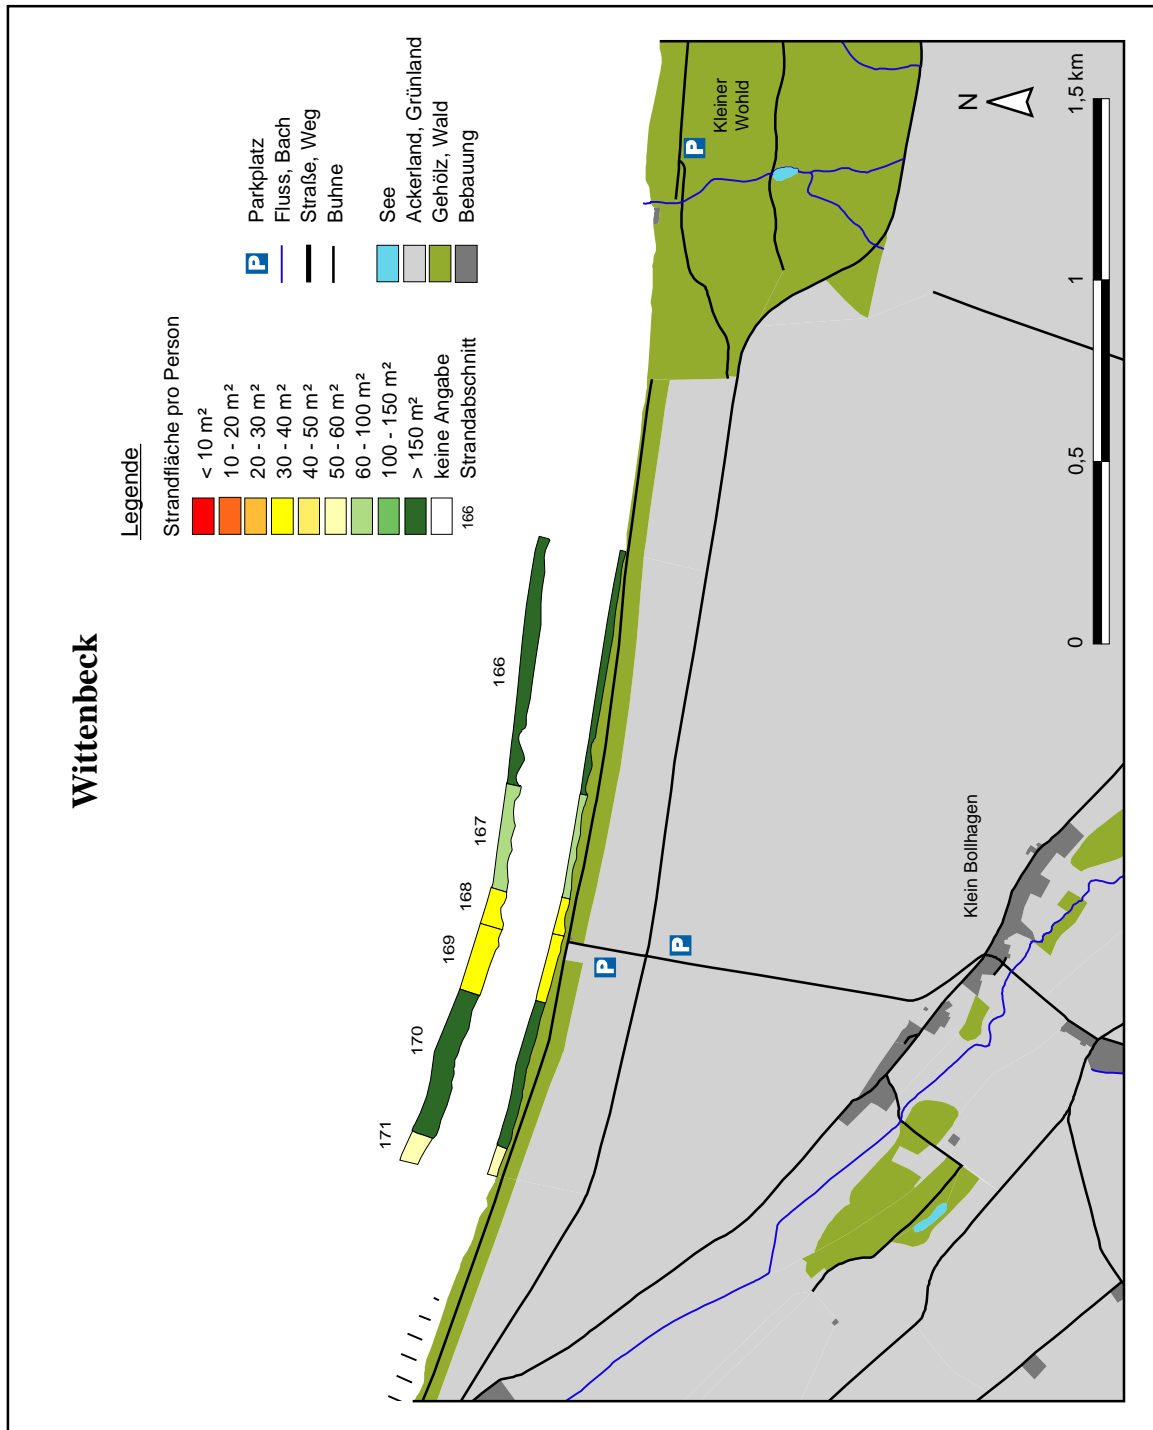 Wittenbeck
Legende
Strandfläche pro Person
< 10 m²
10 - 20 m²
20 - 30 m²
30 - 40 m²
40 - 50 m²
50 - 60 m²
60 - 100 m²
100 - 150 m²
> 150 m²
keine Angabe
166 Strandabschnitt
P Parkplatz
Fluss, Bach
Straße, Weg
Buhne
See
Ackerland, Grünland
Gehölz, Wald
Bebauung
171
170
169
168
167
166
P
P
P
Kleiner
Wohld
Klein Bollhagen
N
0
0,5
1
1,5 km